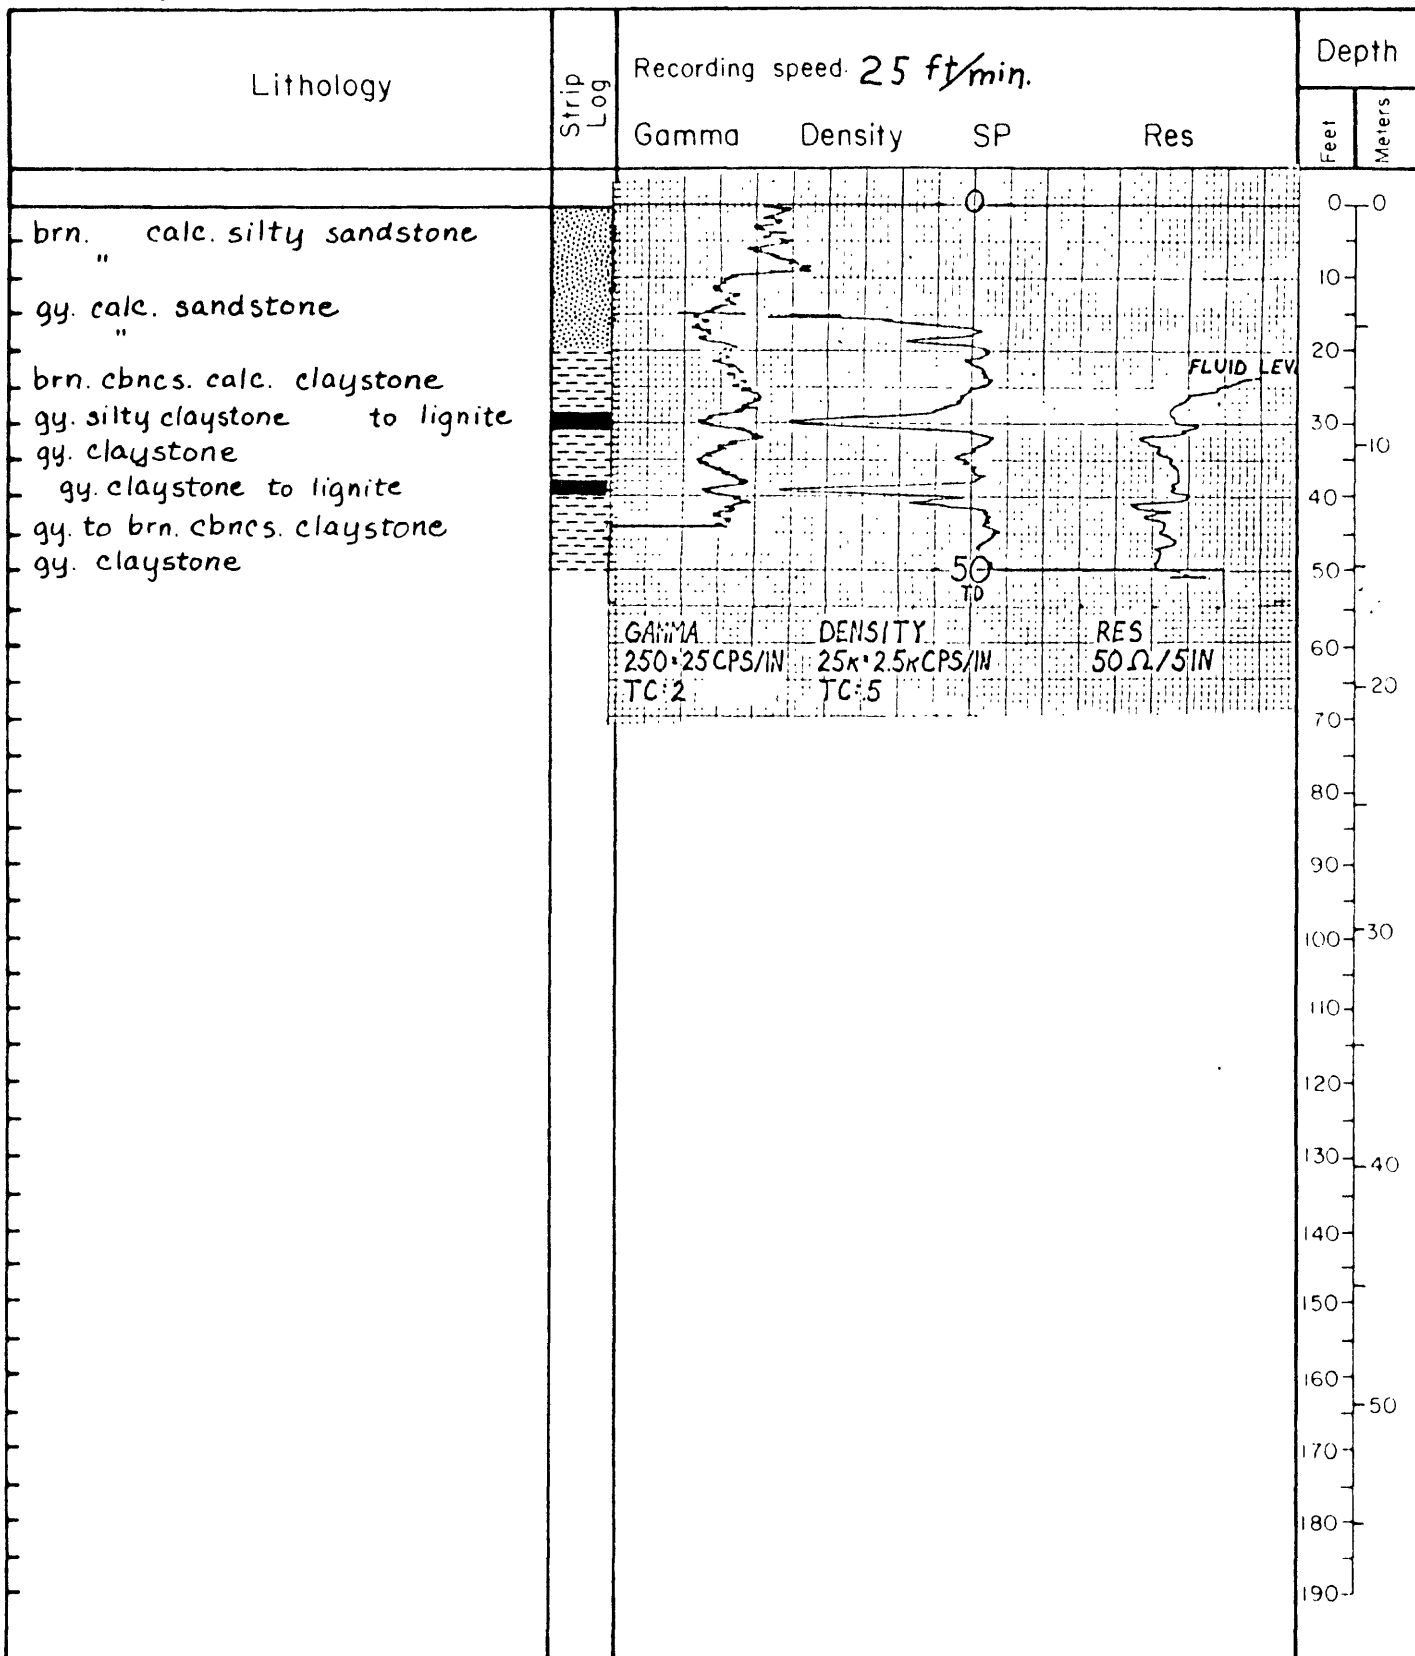 Lithology
Strip Log
Recording speed 25 ft/min.
Gamma Density SP Res
Depth
Feet
Meters
0
0 0
brn. calc. silty sandstone
"
10
gy. calc. sandstone
"
20
FLUID LEV
brn. cbncs. calc. claystone
gy. silty claystone to lignite
30
10
gy. claystone
gy. claystone to lignite
40
gy. to brn. cbncs. claystone
gy. claystone
50
TD
50
GAMMA DENSITY RES
250·25 CPS/IN 25K·2.5K CPS/IN 50Ω/5IN
TC:2 TC:.5
60
20
70
80
90
30
100
110
120
130
40
140
150
160
50
170
180
190